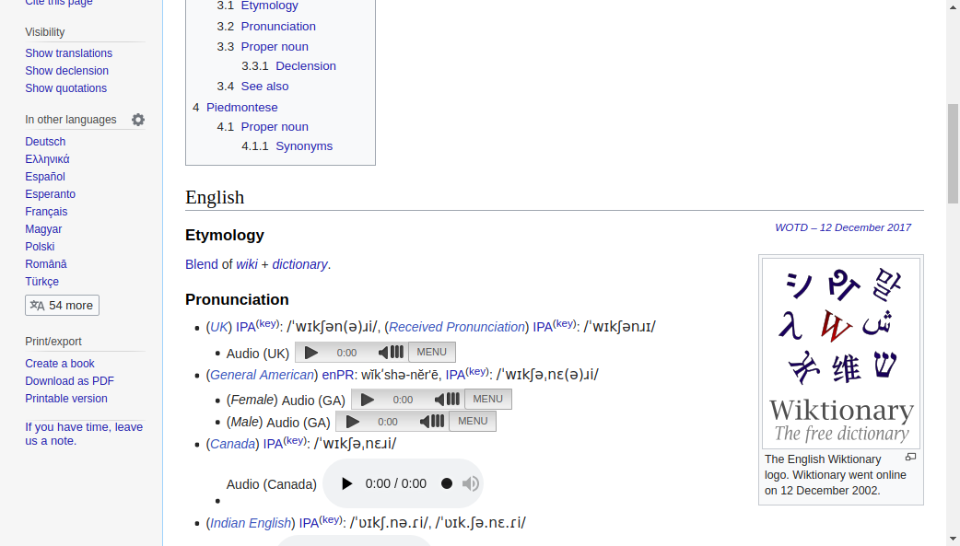 Cite this page
Visibility
Show translations
Show declension
Show quotations
In other languages
Deutsch
Ελληνικά
Español
Esperanto
Français
Magyar
Polski
Română
Türkçe
54 more
Print/export
Create a book
Download as PDF
Printable version
If you have time, leave
us a note.
3.1 Etymology
3.2 Pronunciation
3.3 Proper noun
3.3.1 Declension
3.4 See also
4 Piedmontese
4.1 Proper noun
4.1.1 Synonyms
English
WOTD – 12 December 2017
Etymology
Blend of wiki + dictionary.
Pronunciation
(UK) IPA(key): /ˈwɪkʃən(ə)ɹi/, (Received Pronunciation) IPA(key): /ˈwɪkʃənɹɪ/
Audio (UK) 0:00 MENU
(General American) enPR: wĭkʹshə-nĕrʹē, IPA(key): /ˈwɪkʃəˌnɛ(ə)ɹi/
(Female) Audio (GA) 0:00 MENU
(Male) Audio (GA) 0:00 MENU
(Canada) IPA(key): /ˈwɪkʃəˌnɛɹi/
Audio (Canada) 0:00 / 0:00
(Indian English) IPA(key): /ˈʋɪkʃ.nə.ɾi/, /ˈʋɪk.ʃə.nɛ.ɾi/
シ
λ W
维 ש
Wiktionary
The free dictionary
The English Wiktionary
logo. Wiktionary went online
on 12 December 2002.